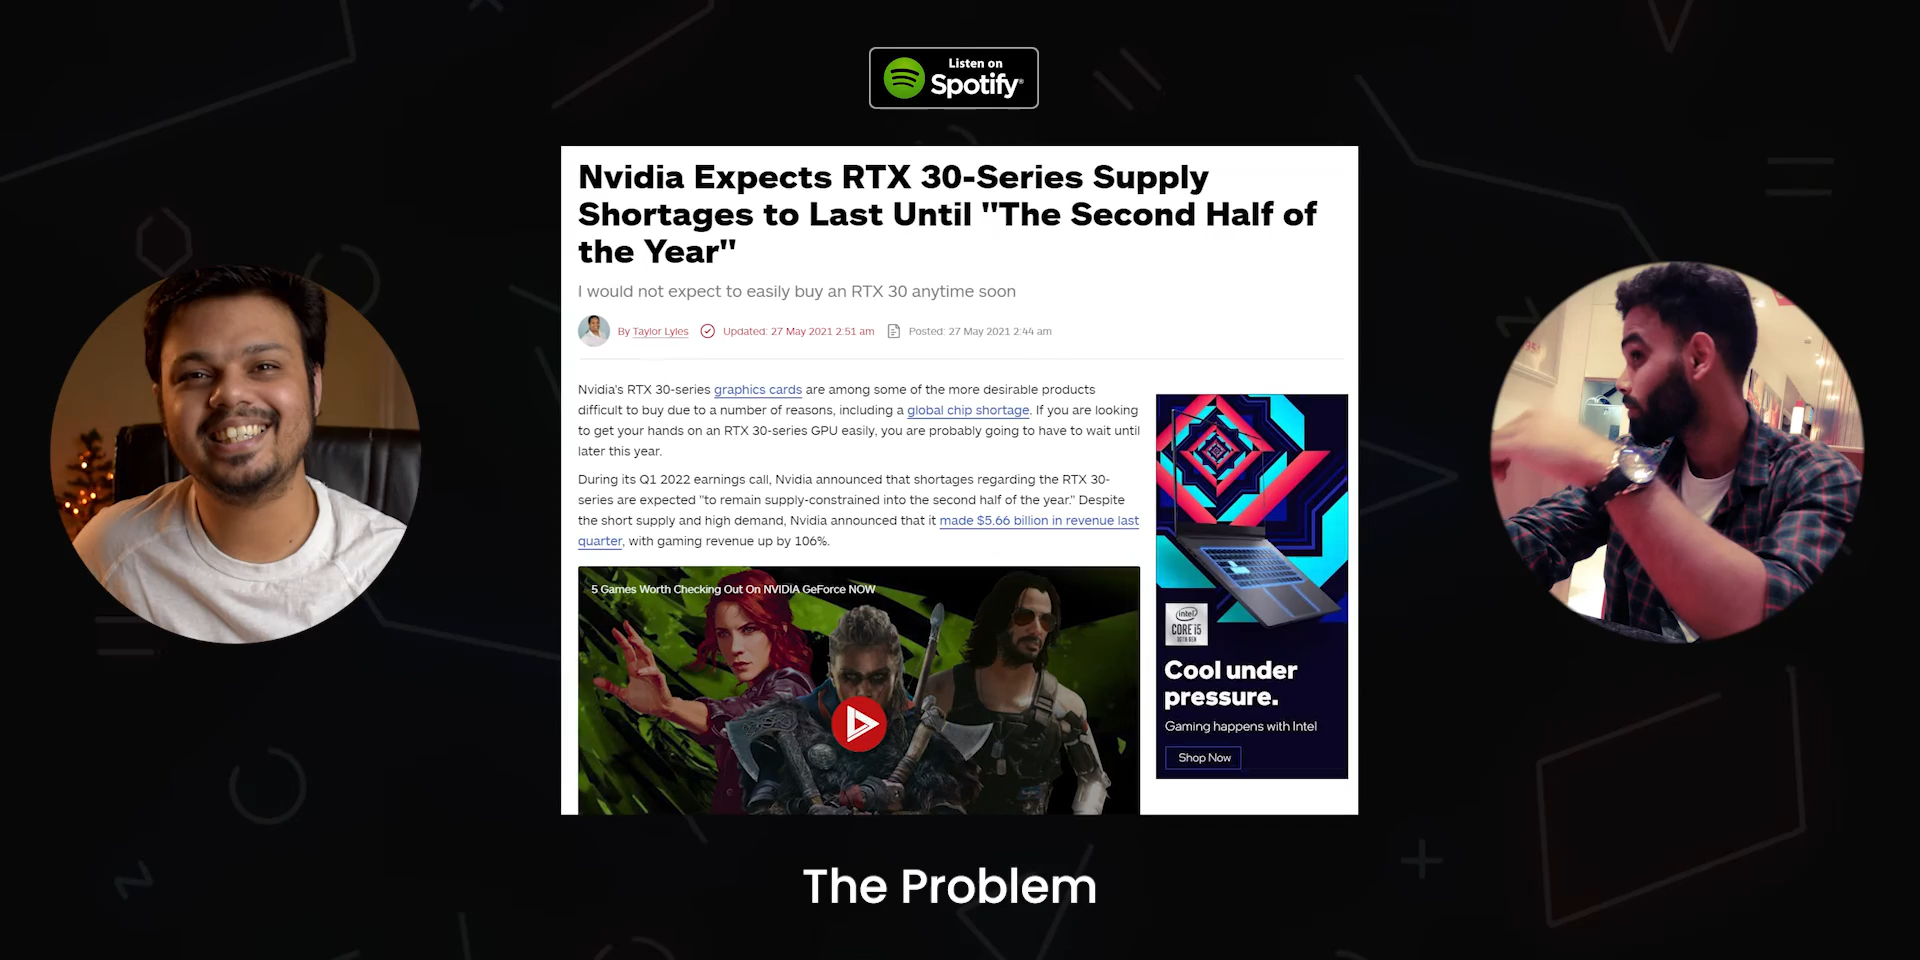 Listen on
Spotify
Nvidia Expects RTX 30-Series Supply
Shortages to Last Until "The Second Half of
the Year"
I would not expect to easily buy an RTX 30 anytime soon
By Taylor Lyles Updated: 27 May 2021 2:51 am Posted: 27 May 2021 2:44 am
Nvidia's RTX 30-series graphics cards are among some of the more desirable products
difficult to buy due to a number of reasons, including a global chip shortage. If you are looking
to get your hands on an RTX 30-series GPU easily, you are probably going to have to wait until
later this year.
During its Q1 2022 earnings call, Nvidia announced that shortages regarding the RTX 30-
series are expected "to remain supply-constrained into the second half of the year." Despite
the short supply and high demand, Nvidia announced that it made $5.66 billion in revenue last
quarter, with gaming revenue up by 106%.
5 Games Worth Checking Out On NVIDIA GeForce NOW
intel
CORE i5
10TH GEN
Cool under
pressure.
Gaming happens with Intel
Shop Now
The Problem